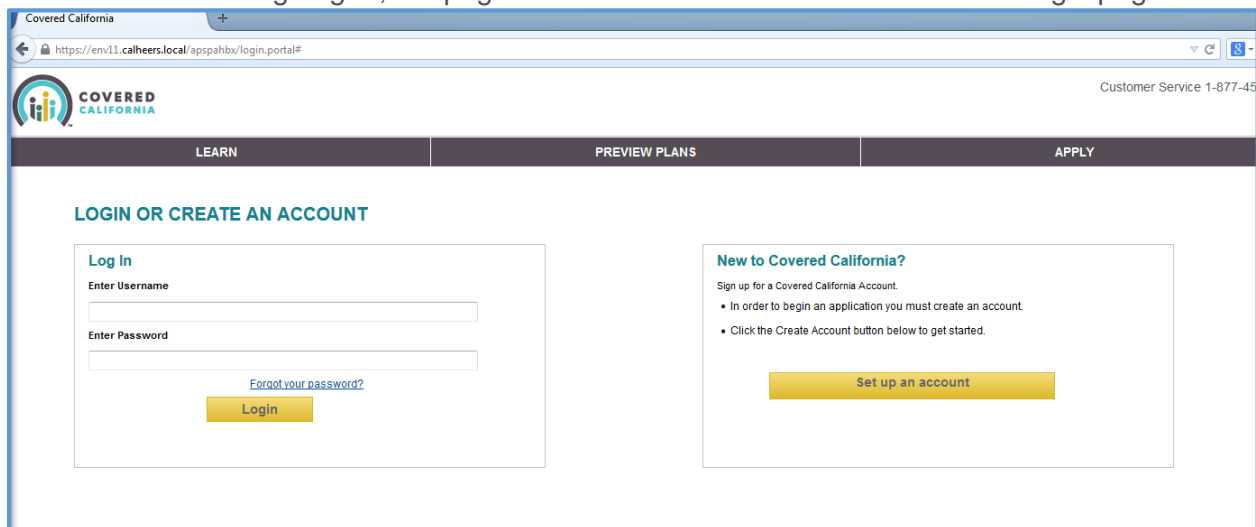 Covered California
https://env11.calheers.local/apspahbx/login.portal#
COVERED
CALIFORNIA
Customer Service 1-877-45
LEARN PREVIEW PLANS APPLY
LOGIN OR CREATE AN ACCOUNT
Log In
Enter Username
Enter Password
Forgot your password?
Login
New to Covered California?
Sign up for a Covered California Account.
• In order to begin an application you must create an account.
• Click the Create Account button below to get started.
Set up an account